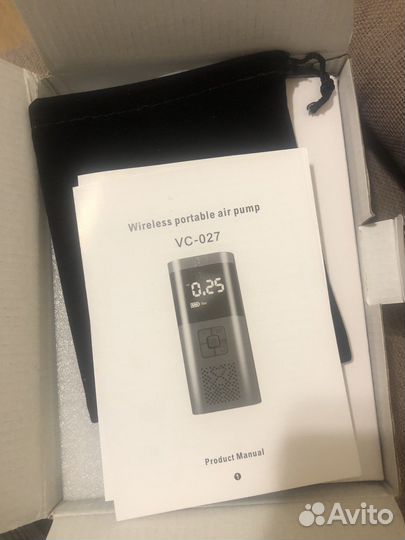 Wireless portable air pump
VC-027
0.25
Product Manual
1
Avito